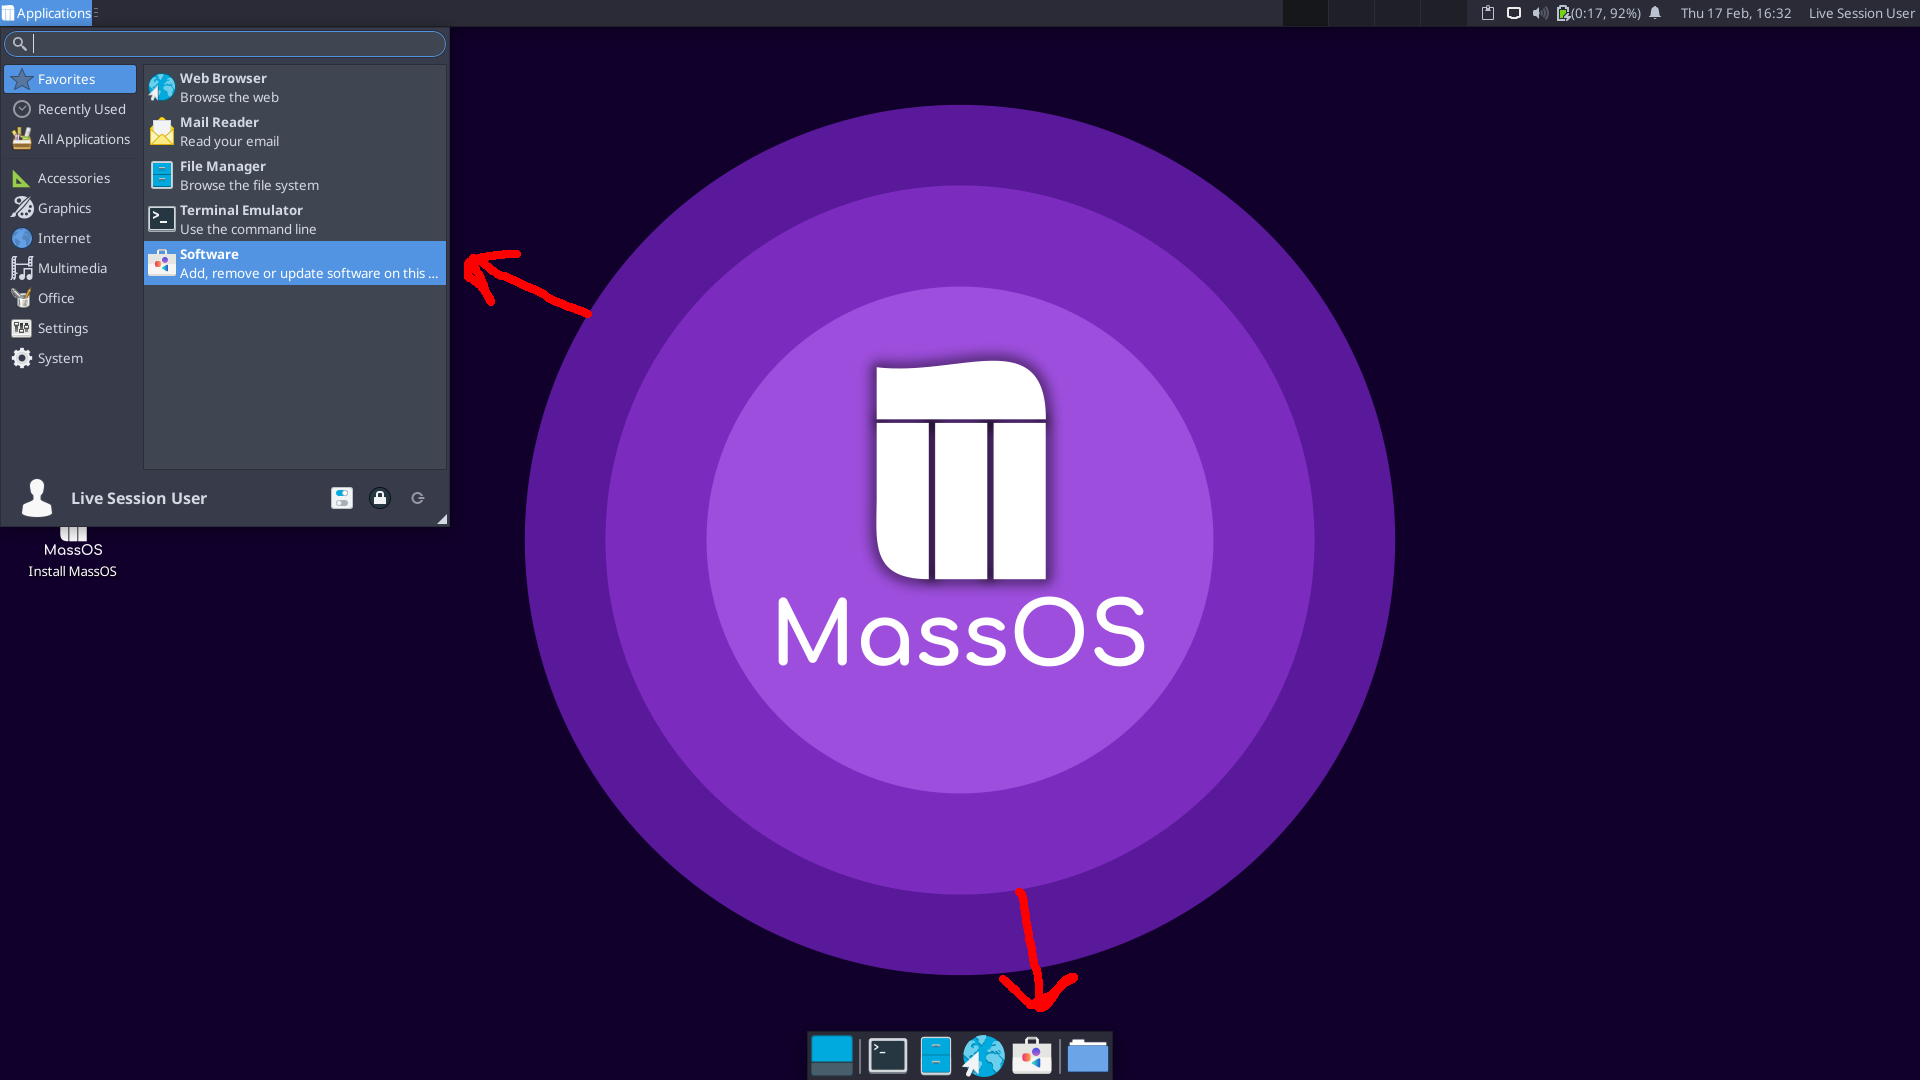 Applications
(0:17, 92%)
Thu 17 Feb, 16:32
Live Session User
Favorites
Recently Used
All Applications
Accessories
Graphics
Internet
Multimedia
Office
Settings
System
Web Browser
Browse the web
Mail Reader
Read your email
File Manager
Browse the file system
Terminal Emulator
Use the command line
Software
Add, remove or update software on this ...
Live Session User
MassOS
Install MassOS
MassOS